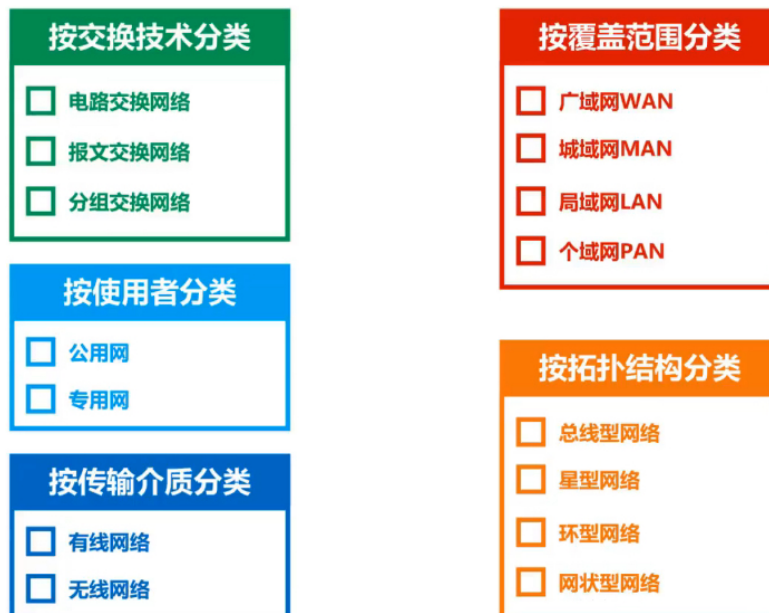 按交换技术分类
电路交换网络
报文交换网络
分组交换网络
按使用者分类
公用网
专用网
按传输介质分类
有线网络
无线网络
按覆盖范围分类
广域网WAN
城域网MAN
局域网LAN
个域网PAN
按拓扑结构分类
总线型网络
星型网络
环型网络
网状型网络